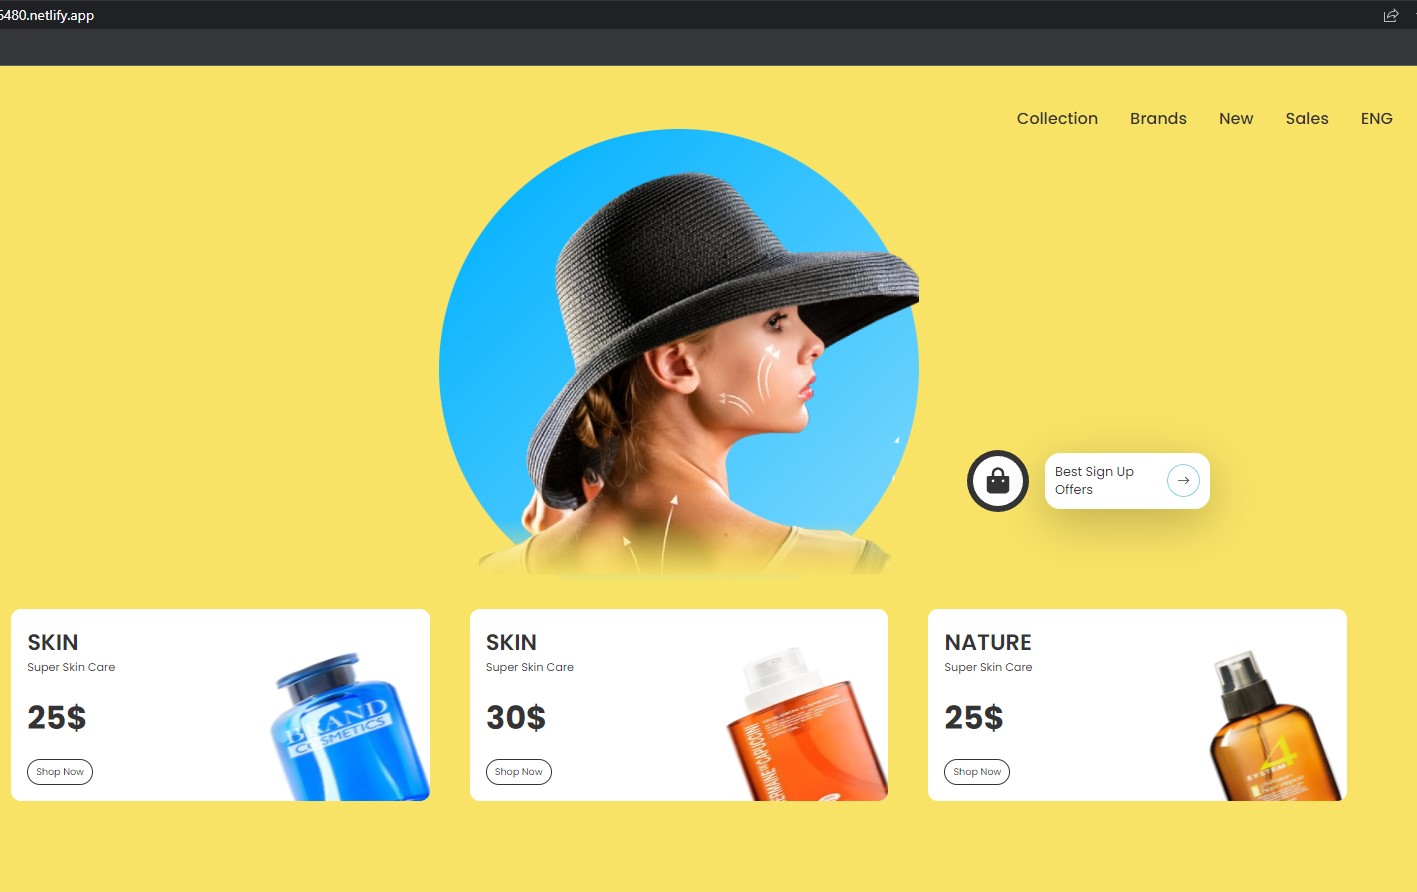 5480.netlify.app
Collection Brands New Sales ENG
Best Sign Up
Offers
SKIN
Super Skin Care
25$
Shop Now
BRAND
COSMETICS
SKIN
Super Skin Care
30$
Shop Now
NATURE
Super Skin Care
25$
Shop Now
4
SYSTEM